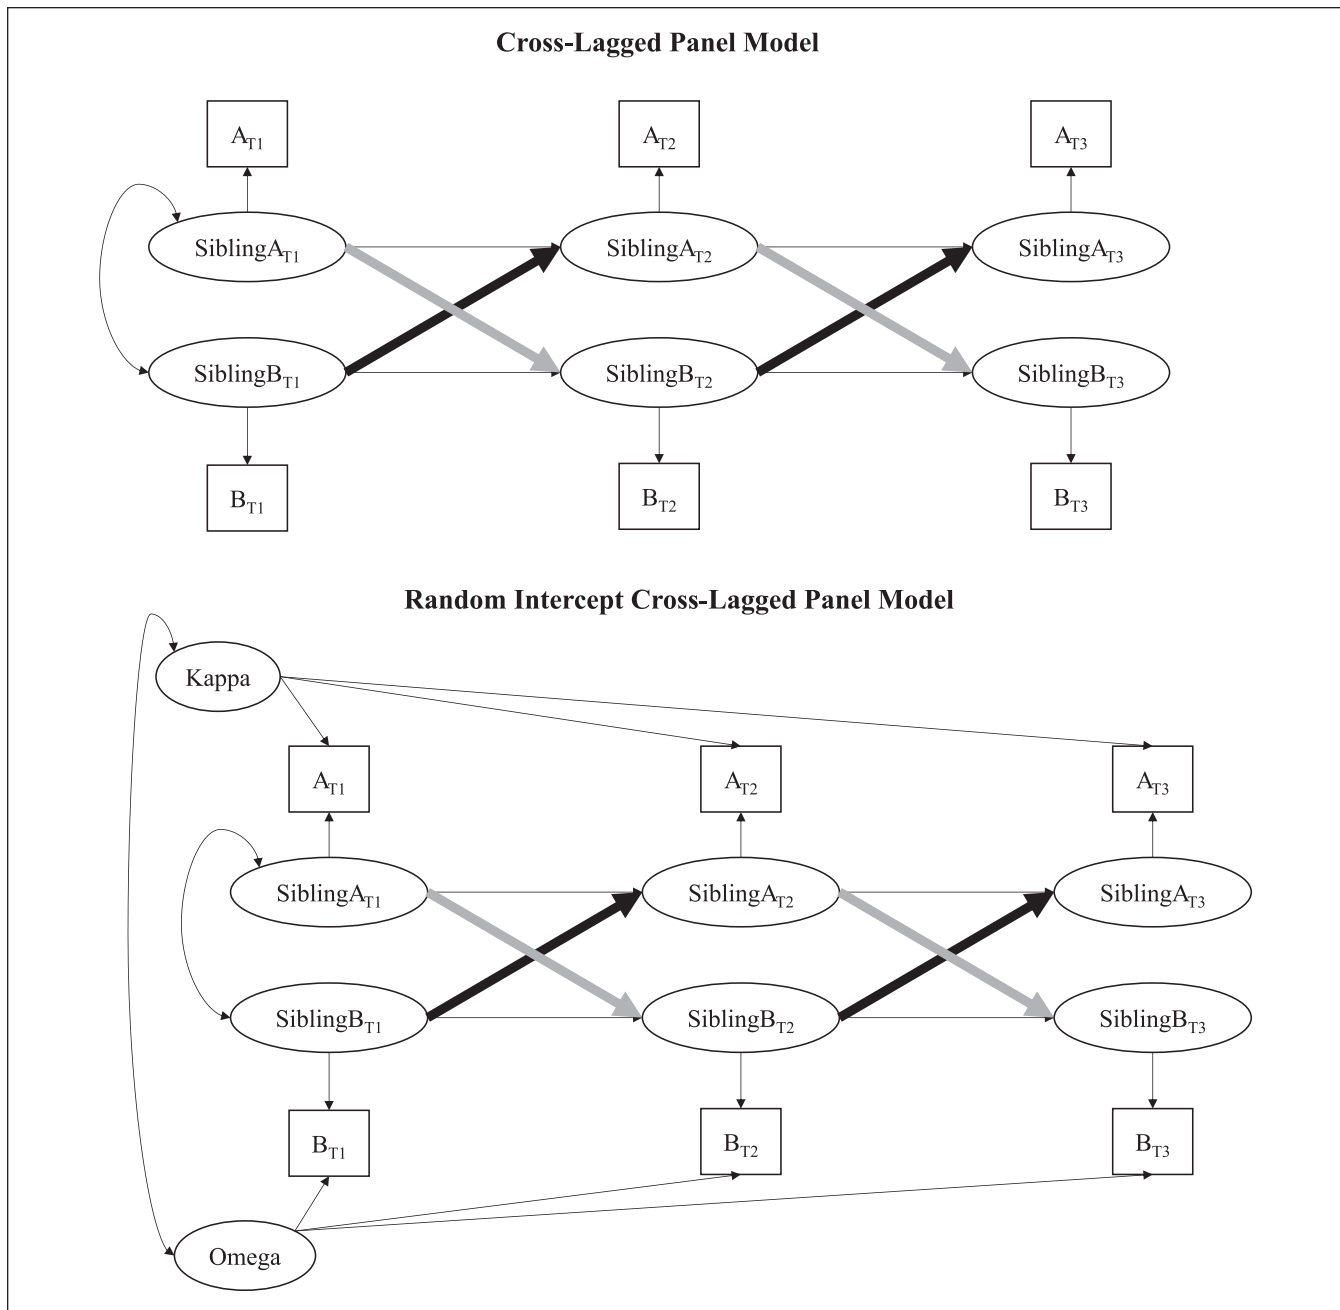 Cross-Lagged Panel Model
A_T1 A_T2 A_T3
SiblingA_T1 SiblingA_T2 SiblingA_T3
SiblingB_T1 SiblingB_T2 SiblingB_T3
B_T1 B_T2 B_T3
Random Intercept Cross-Lagged Panel Model
Kappa
A_T1 A_T2 A_T3
SiblingA_T1 SiblingA_T2 SiblingA_T3
SiblingB_T1 SiblingB_T2 SiblingB_T3
B_T1 B_T2 B_T3
Omega